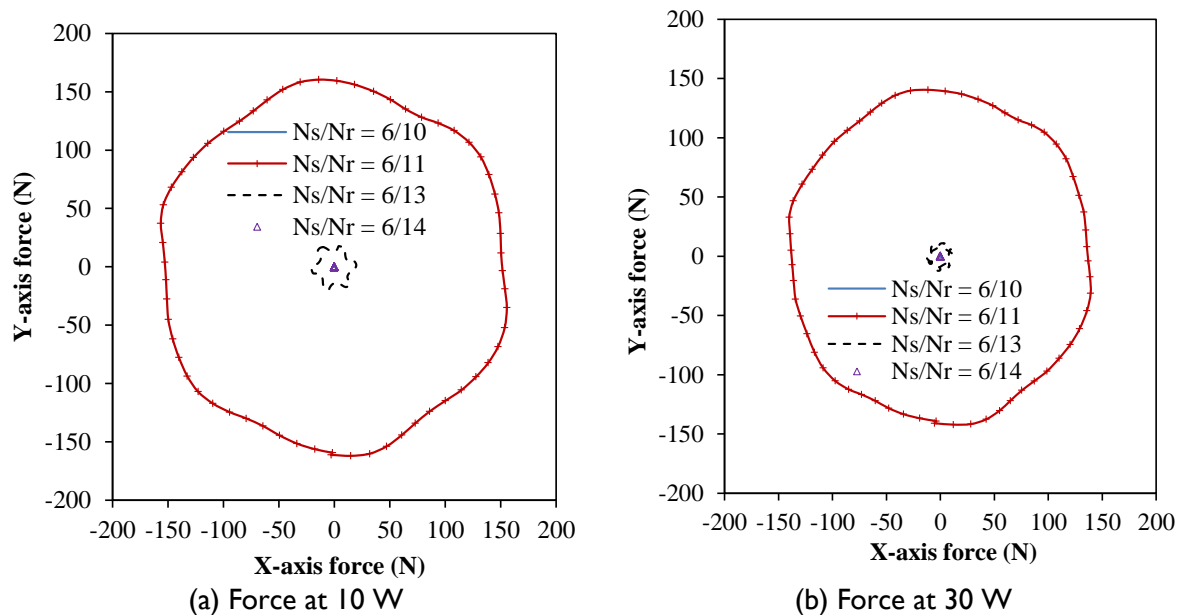 200
150
100
50
0
-50
-100
-150
-200
Y-axis force (N)
Ns/Nr = 6/10
Ns/Nr = 6/11
Ns/Nr = 6/13
Ns/Nr = 6/14
-200 -150 -100 -50 0 50 100 150 200
X-axis force (N)
(a) Force at 10 W
200
150
100
50
0
-50
-100
-150
-200
Y-axis force (N)
Ns/Nr = 6/10
Ns/Nr = 6/11
Ns/Nr = 6/13
Ns/Nr = 6/14
-200 -150 -100 -50 0 50 100 150 200
X-axis force (N)
(b) Force at 30 W